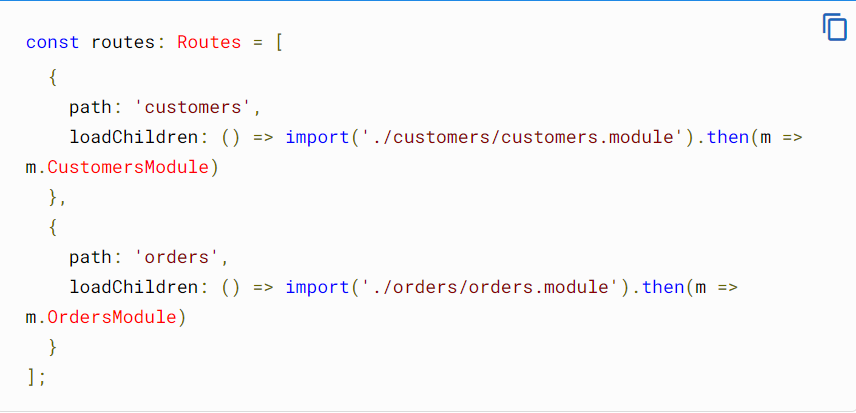 const routes: Routes = [
  {
    path: 'customers',
    loadChildren: () => import('./customers/customers.module').then(m =>
m.CustomersModule)
  },
  {
    path: 'orders',
    loadChildren: () => import('./orders/orders.module').then(m =>
m.OrdersModule)
  }
];